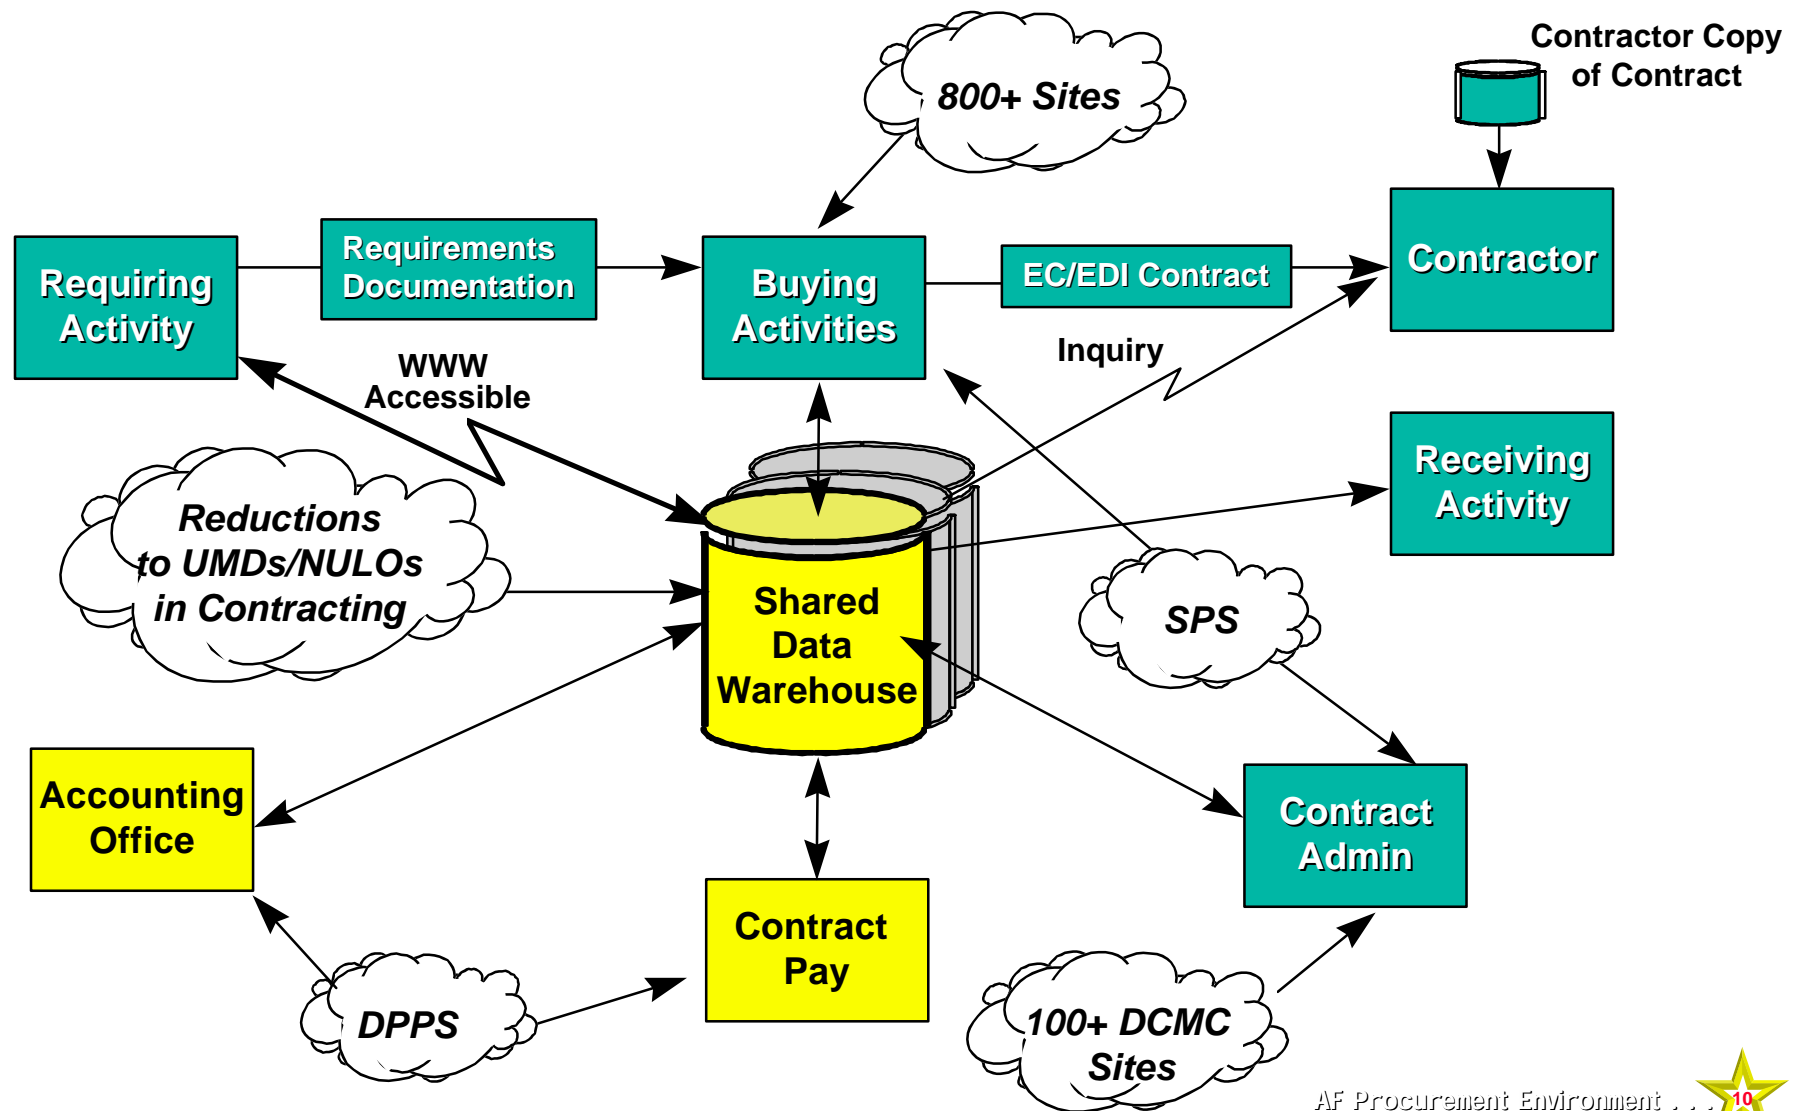 Contractor Copy
of Contract
800+ Sites
Requiring
Activity
Requirements
Documentation
Buying
Activities
EC/EDI Contract
Contractor
WWW
Accessible
Inquiry
Receiving
Activity
Reductions
to UMDs/NULOs
in Contracting
Shared
Data
Warehouse
SPS
Accounting
Office
Contract
Admin
Contract
Pay
DPPS
100+ DCMC
Sites
AF Procurement Environment . . .
10